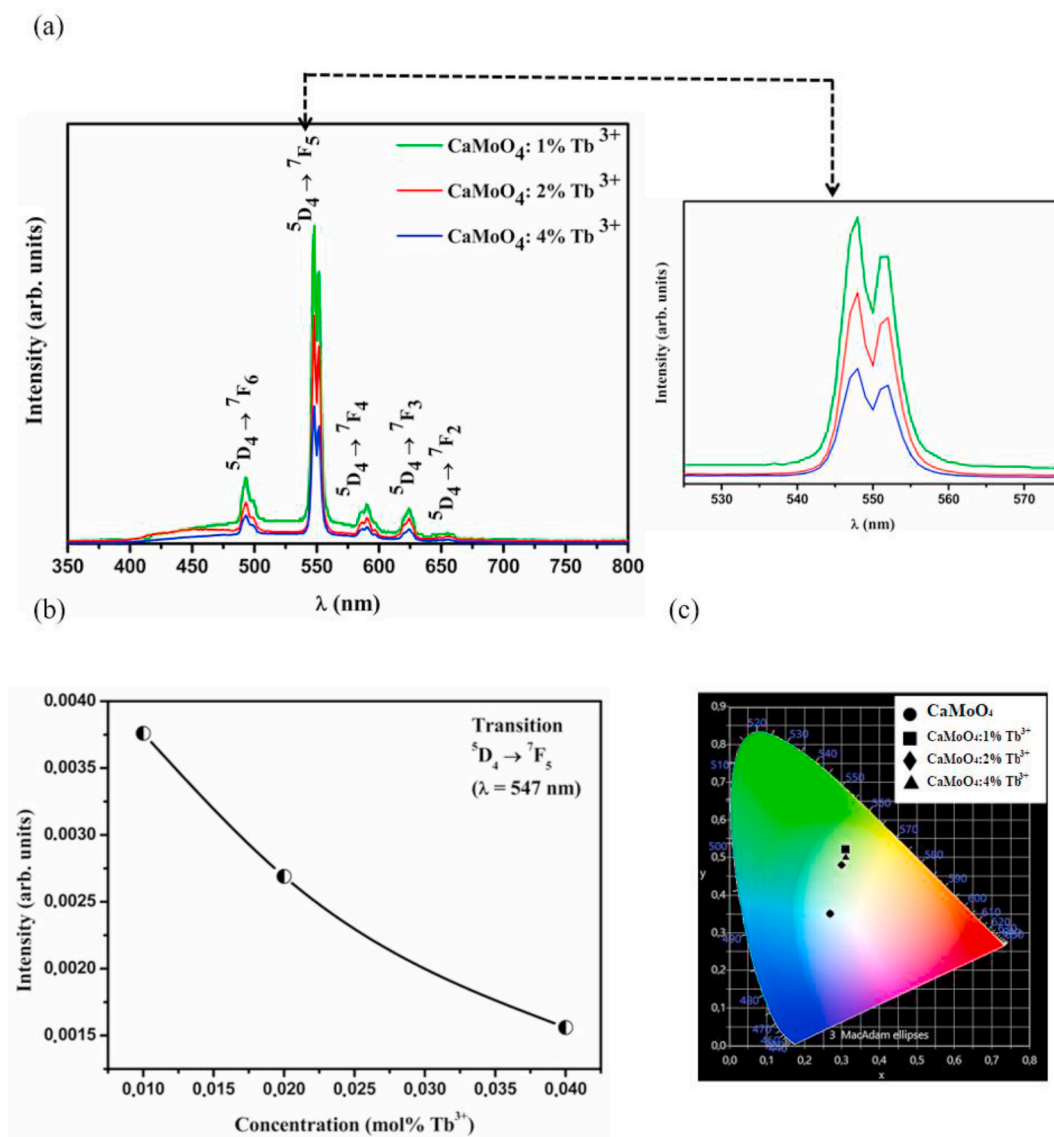 (a)
CaMoO₄: 1% Tb³⁺
CaMoO₄: 2% Tb³⁺
CaMoO₄: 4% Tb³⁺
⁵D₄ → ⁷F₆
⁵D₄ → ⁷F₅
⁵D₄ → ⁷F₄
⁵D₄ → ⁷F₃
⁵D₄ → ⁷F₂
Intensity (arb. units)
350 400 450 500 550 600 650 700 750 800
λ (nm)
Intensity (arb. units)
530 540 550 560 570
λ (nm)
(b)
Transition
⁵D₄ → ⁷F₅
(λ = 547 nm)
Intensity (arb. units)
0,0040
0,0035
0,0030
0,0025
0,0020
0,0015
0,010 0,015 0,020 0,025 0,030 0,035 0,040
Concentration (mol% Tb³⁺)
(c)
CaMoO₄
CaMoO₄:1% Tb³⁺
CaMoO₄:2% Tb³⁺
CaMoO₄:4% Tb³⁺
0,9
0,8
0,7
0,6
0,5
y
0,4
0,3
0,2
0,1
0,0
520
530
510
540
550
560
570
500
580
590
600
610
620
490
480
470
3 MacAdam ellipses
0,0 0,1 0,2 0,3 0,4 0,5 0,6 0,7 0,8
x